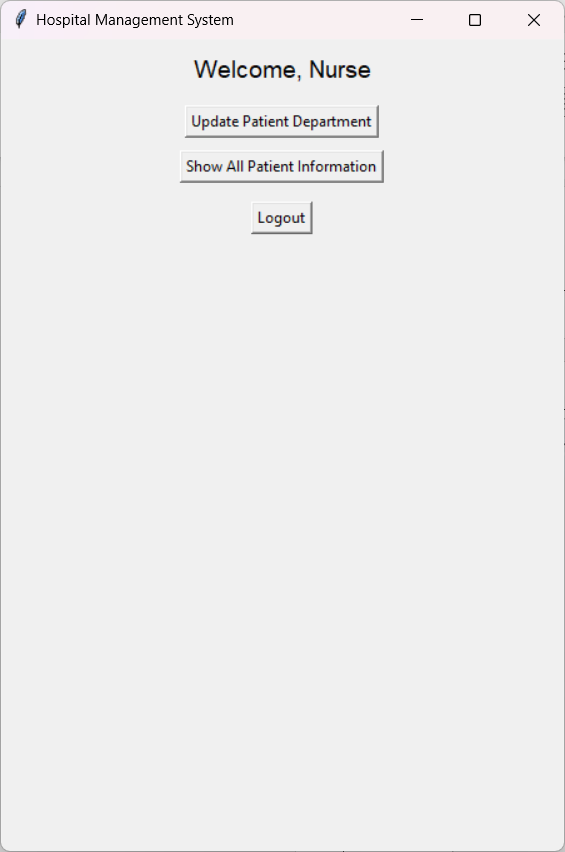 Hospital Management System
Welcome, Nurse
Update Patient Department
Show All Patient Information
Logout